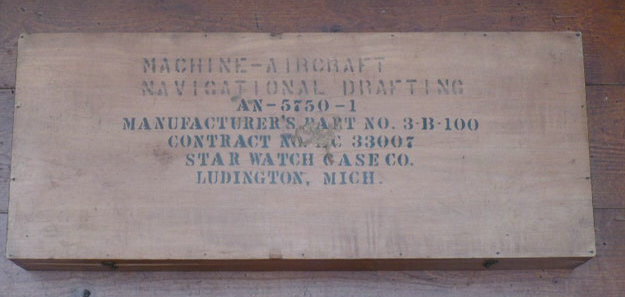 MACHINE-AIRCRAFT
NAVIGATIONAL DRAFTING
AN-5750-1
MANUFACTURER'S PART NO. 3-B-100
CONTRACT NO. 33007
STAR WATCH CASE CO.
LUDINGTON, MICH.